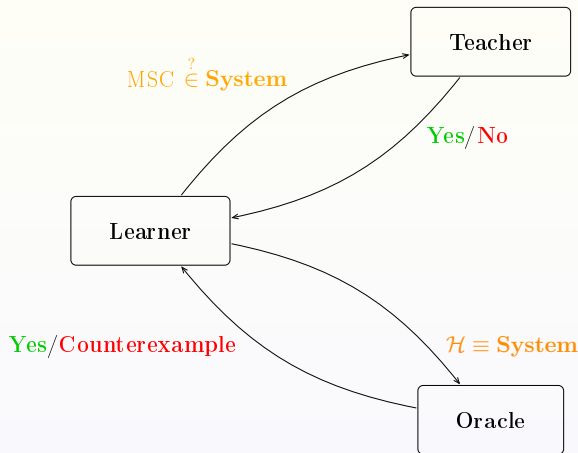 Teacher
MSC ∈? System
Yes/No
Learner
Yes/Counterexample
ℋ ≡ System
Oracle